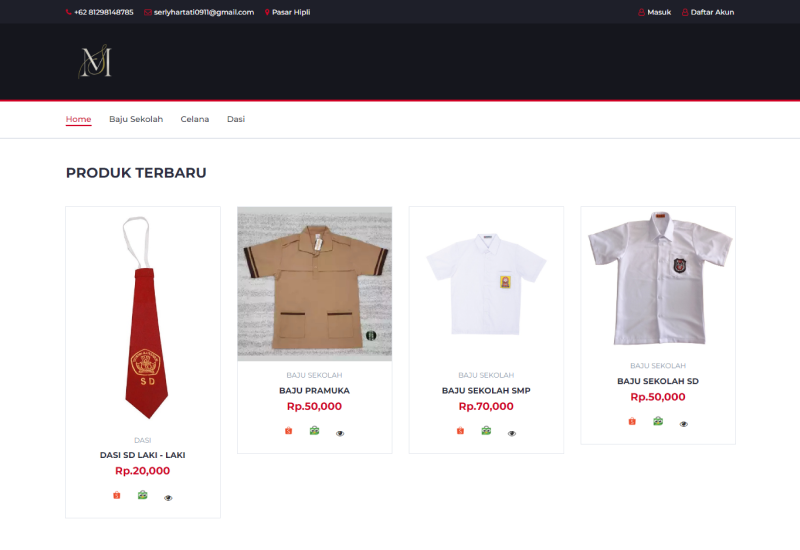 +62 81298148785
serlyhartati0911@gmail.com
Pasar Hipli
Masuk
Daftar Akun
Home
Baju Sekolah
Celana
Dasi
PRODUK TERBARU
SD
DASI
DASI SD LAKI - LAKI
Rp.20,000
BAJU SEKOLAH
BAJU PRAMUKA
Rp.50,000
BAJU SEKOLAH
BAJU SEKOLAH SMP
Rp.70,000
BAJU SEKOLAH
BAJU SEKOLAH SD
Rp.50,000